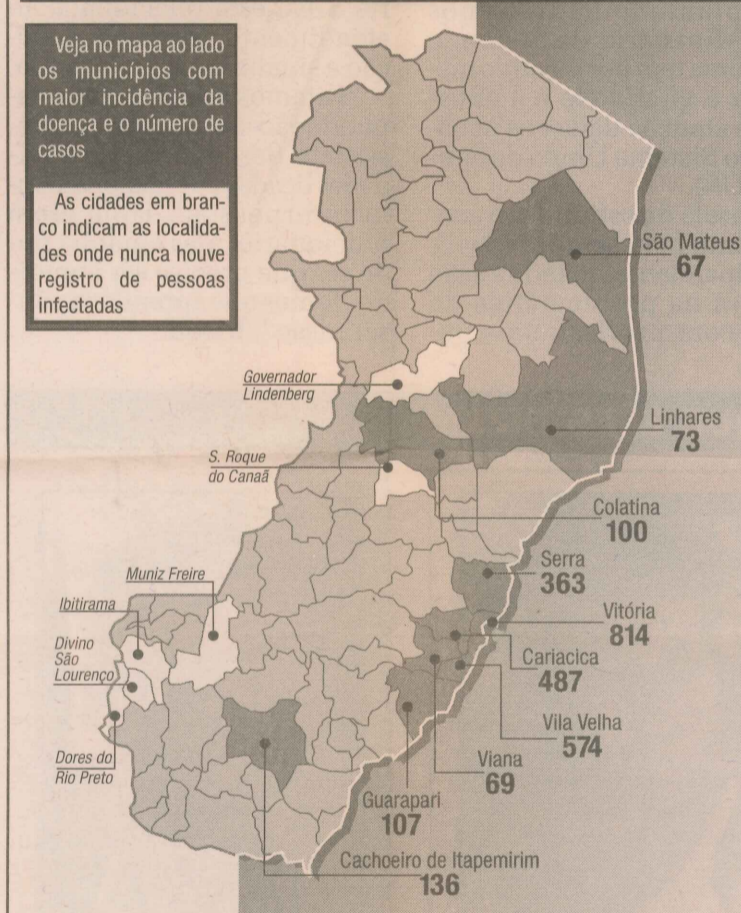 Veja no mapa ao lado
os municípios com
maior incidência da
doença e o número de
casos
As cidades em bran-
co indicam as localida-
des onde nunca houve
registro de pessoas
infectadas
São Mateus
67
Governador
Lindenberg
Linhares
73
S. Roque
do Canaã
Colatina
100
Serra
363
Muniz Freire
Ibitirama
Vitória
814
Divino
São
Lourenço
Cariacica
487
Vila Velha
574
Dores do
Rio Preto
Viana
69
Guarapari
107
Cachoeiro de Itapemirim
136